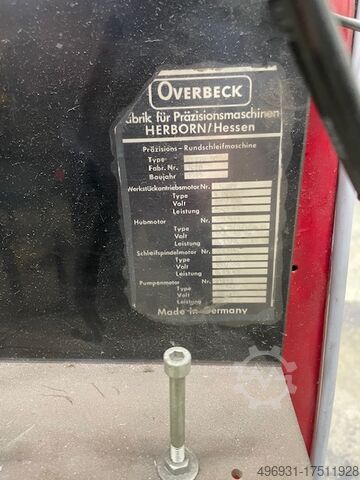 OVERBECK
abrik für Präzisionsmaschinen
HERBORN/Hessen
Präzisions-Rundschleifmaschine
Type
Fabr. Nr.
Baujahr
Werkstückantriebsmotor Nr.
Type
Volt
Leistung
Hubmotor Nr.
Type
Volt
Leistung
Schleifspindelmotor Nr.
Type
Volt
Leistung
Pumpenmotor Nr.
Type
Volt
Leistung
Made in Germany
496931-17511928